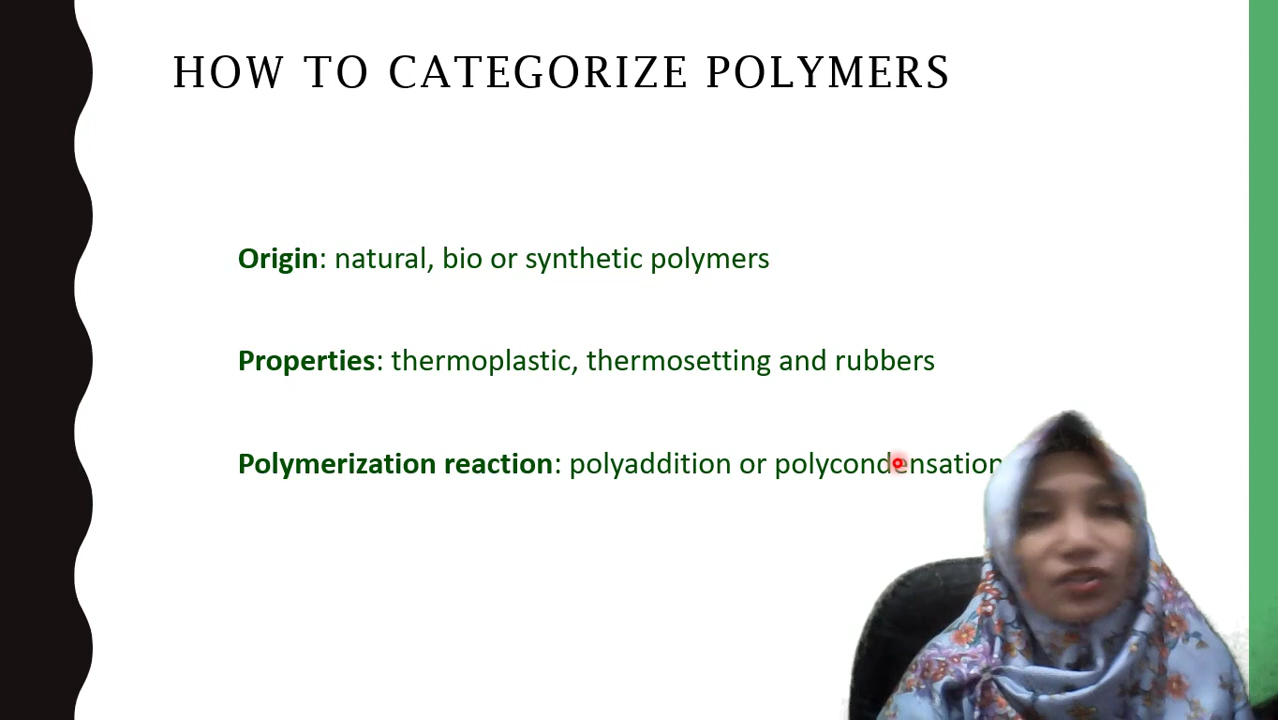 HOW TO CATEGORIZE POLYMERS
Origin: natural, bio or synthetic polymers
Properties: thermoplastic, thermosetting and rubbers
Polymerization reaction: polyaddition or polycondensation